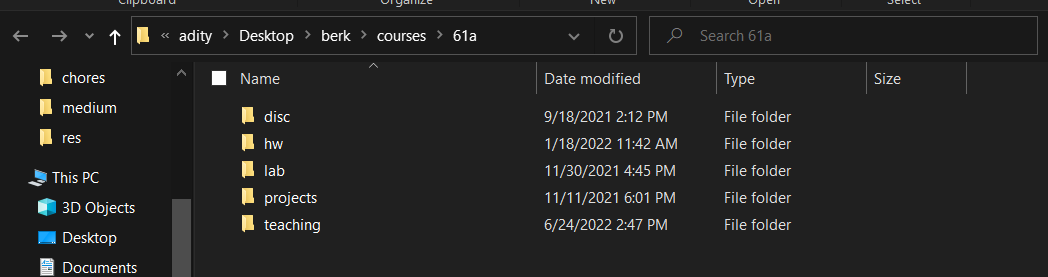 Clipboard Organize New Open Select
« adity > Desktop > berk > courses > 61a Search 61a
chores
medium
res
This PC
3D Objects
Desktop
Documents
Name Date modified Type Size
disc 9/18/2021 2:12 PM File folder
hw 1/18/2022 11:42 AM File folder
lab 11/30/2021 4:45 PM File folder
projects 11/11/2021 6:01 PM File folder
teaching 6/24/2022 2:47 PM File folder